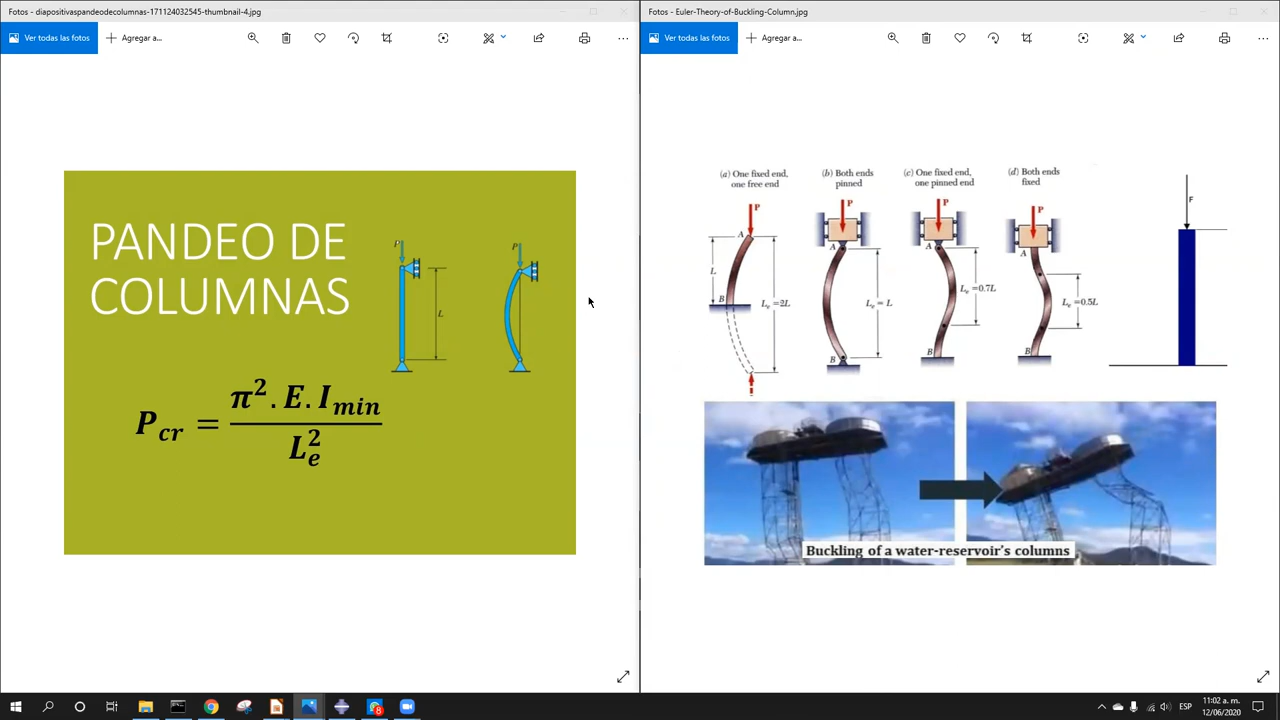 Fotos - diapositivaspandeodecolumnas-171124032545-thumbnail-4.jpg
Ver todas las fotos
Agregar a...
PANDEO DE
COLUMNAS
P
L
P
P_cr = π². E. I_min / L_e²
Fotos - Euler-Theory-of-Buckling-Column.jpg
Ver todas las fotos
Agregar a...
(a) One fixed end,
one free end
P
A
L
B
L_e =2L
(b) Both ends
pinned
P
A
L_e = L
B
(c) One fixed end,
one pinned end
P
A
L_e =0.7L
B
(d) Both ends
fixed
P
A
L_e =0.5L
B
F
Buckling of a water-reservoir's columns
8
ESP
11:02 a. m.
12/06/2020